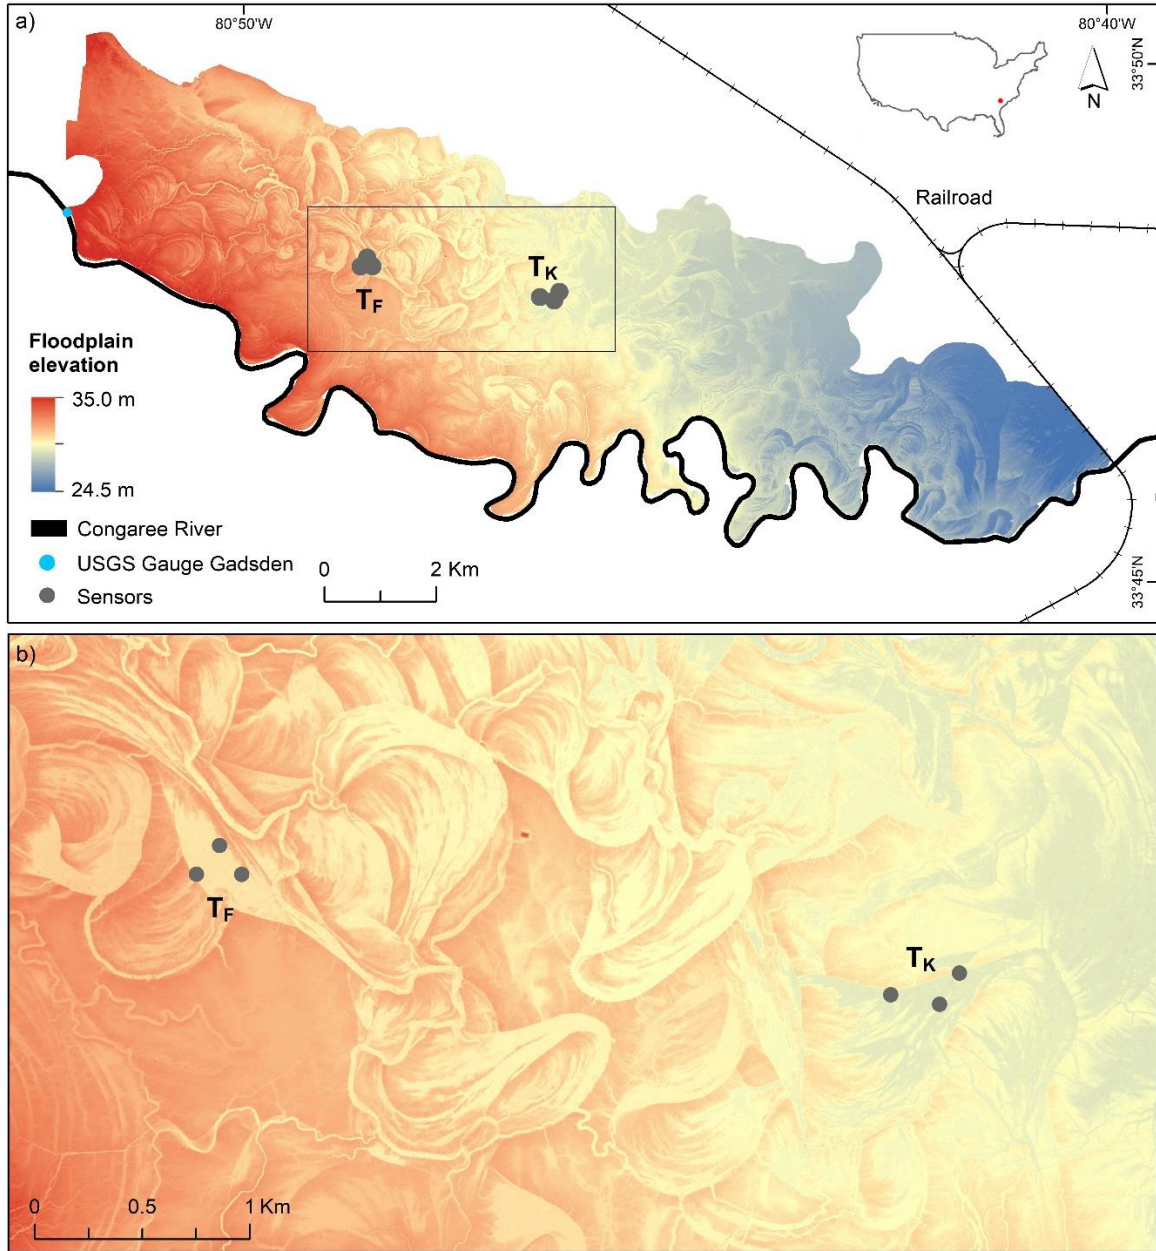 a)
80°50'W
80°40'W
33°50'N
N
Railroad
T_F
T_K
Floodplain
elevation
35.0 m
24.5 m
Congaree River
USGS Gauge Gadsden
Sensors
0 2 Km
33°45'N
b)
T_F
T_K
0 0.5 1 Km